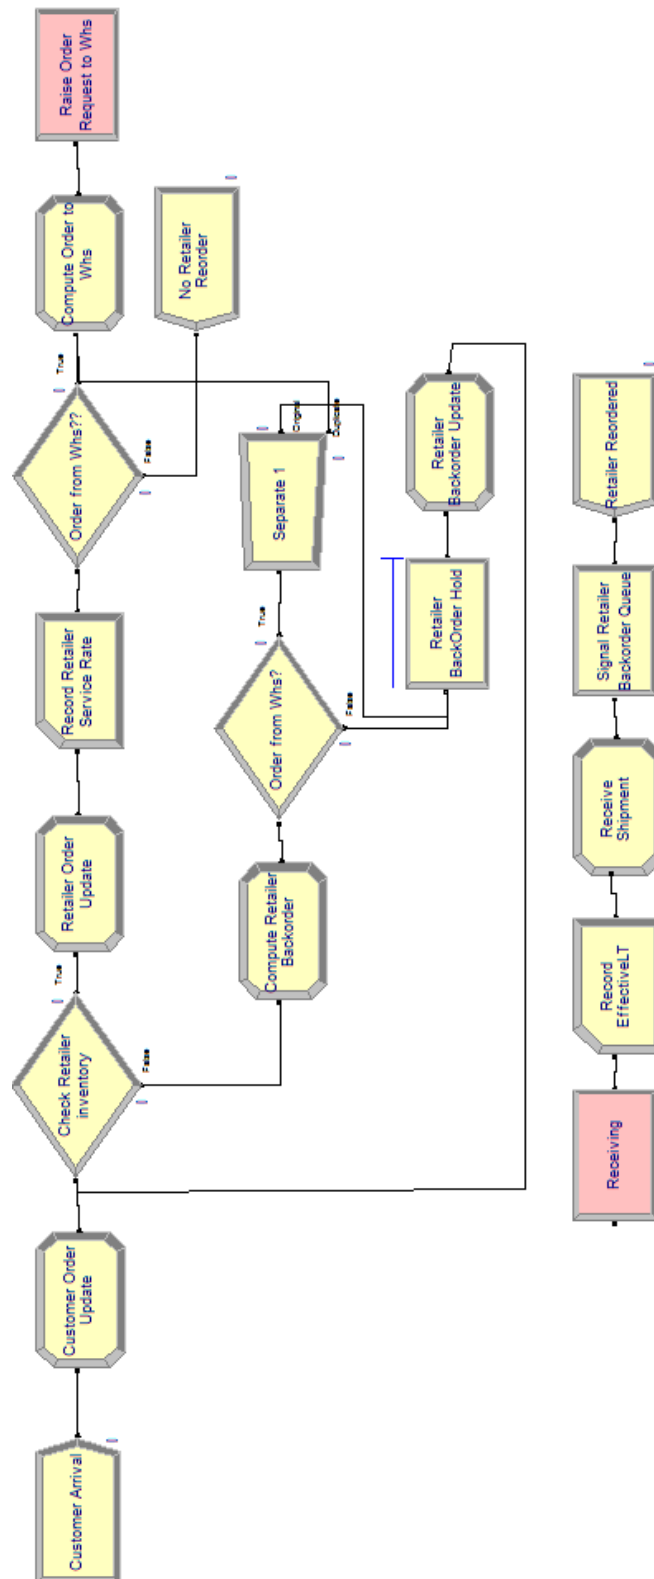 Customer Arrival
Customer Order
Update
Check Retailer
inventory
True
False
Retailer Order
Update
Record Retailer
Service Rate
Order from Whs??
True
False
Compute Order to
Whs
Raise Order
Request to Whs
No Retailer
Reorder
Compute Retailer
Backorder
Order from Whs?
True
False
Separate 1
Original
Duplicate
Retailer
BackOrder Hold
Retailer
Backorder Update
Receiving
Record
EffectiveLT
Receive
Shipment
Signal Retailer
Backorder Queue
Retailer Reordered